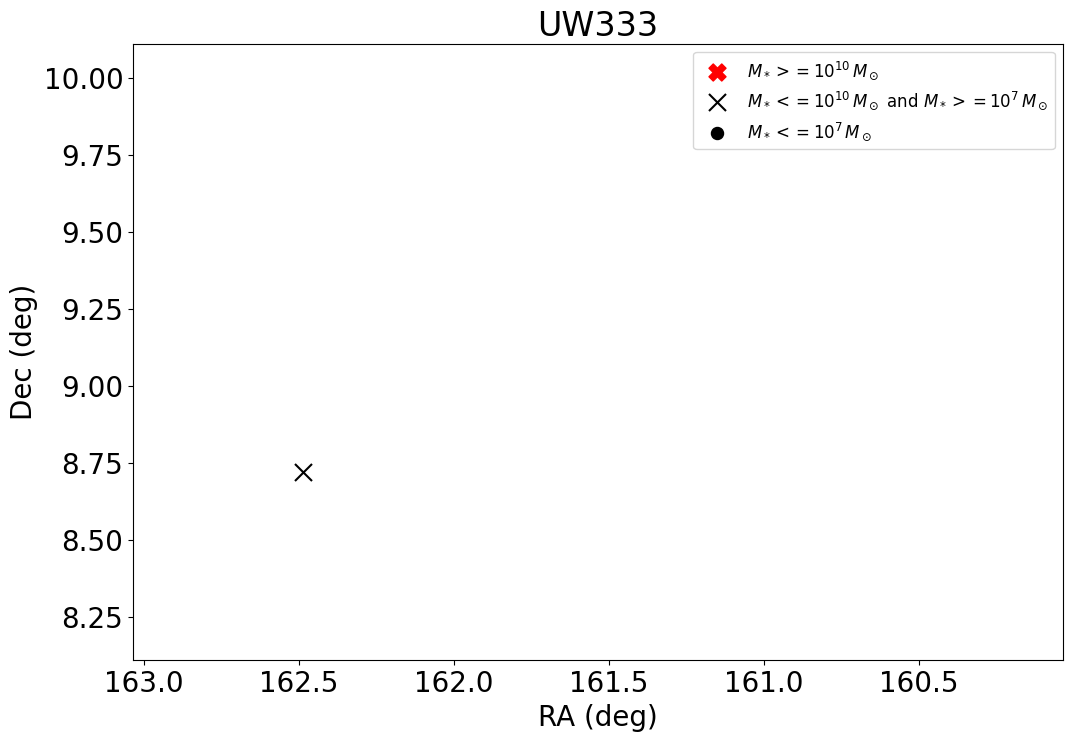 UW333
M* >= 10^10 M⊙
M* <= 10^10 M⊙ and M* >= 10^7 M⊙
M* <= 10^7 M⊙
10.00
9.75
9.50
9.25
9.00
8.75
8.50
8.25
Dec (deg)
163.0 162.5 162.0 161.5 161.0 160.5
RA (deg)